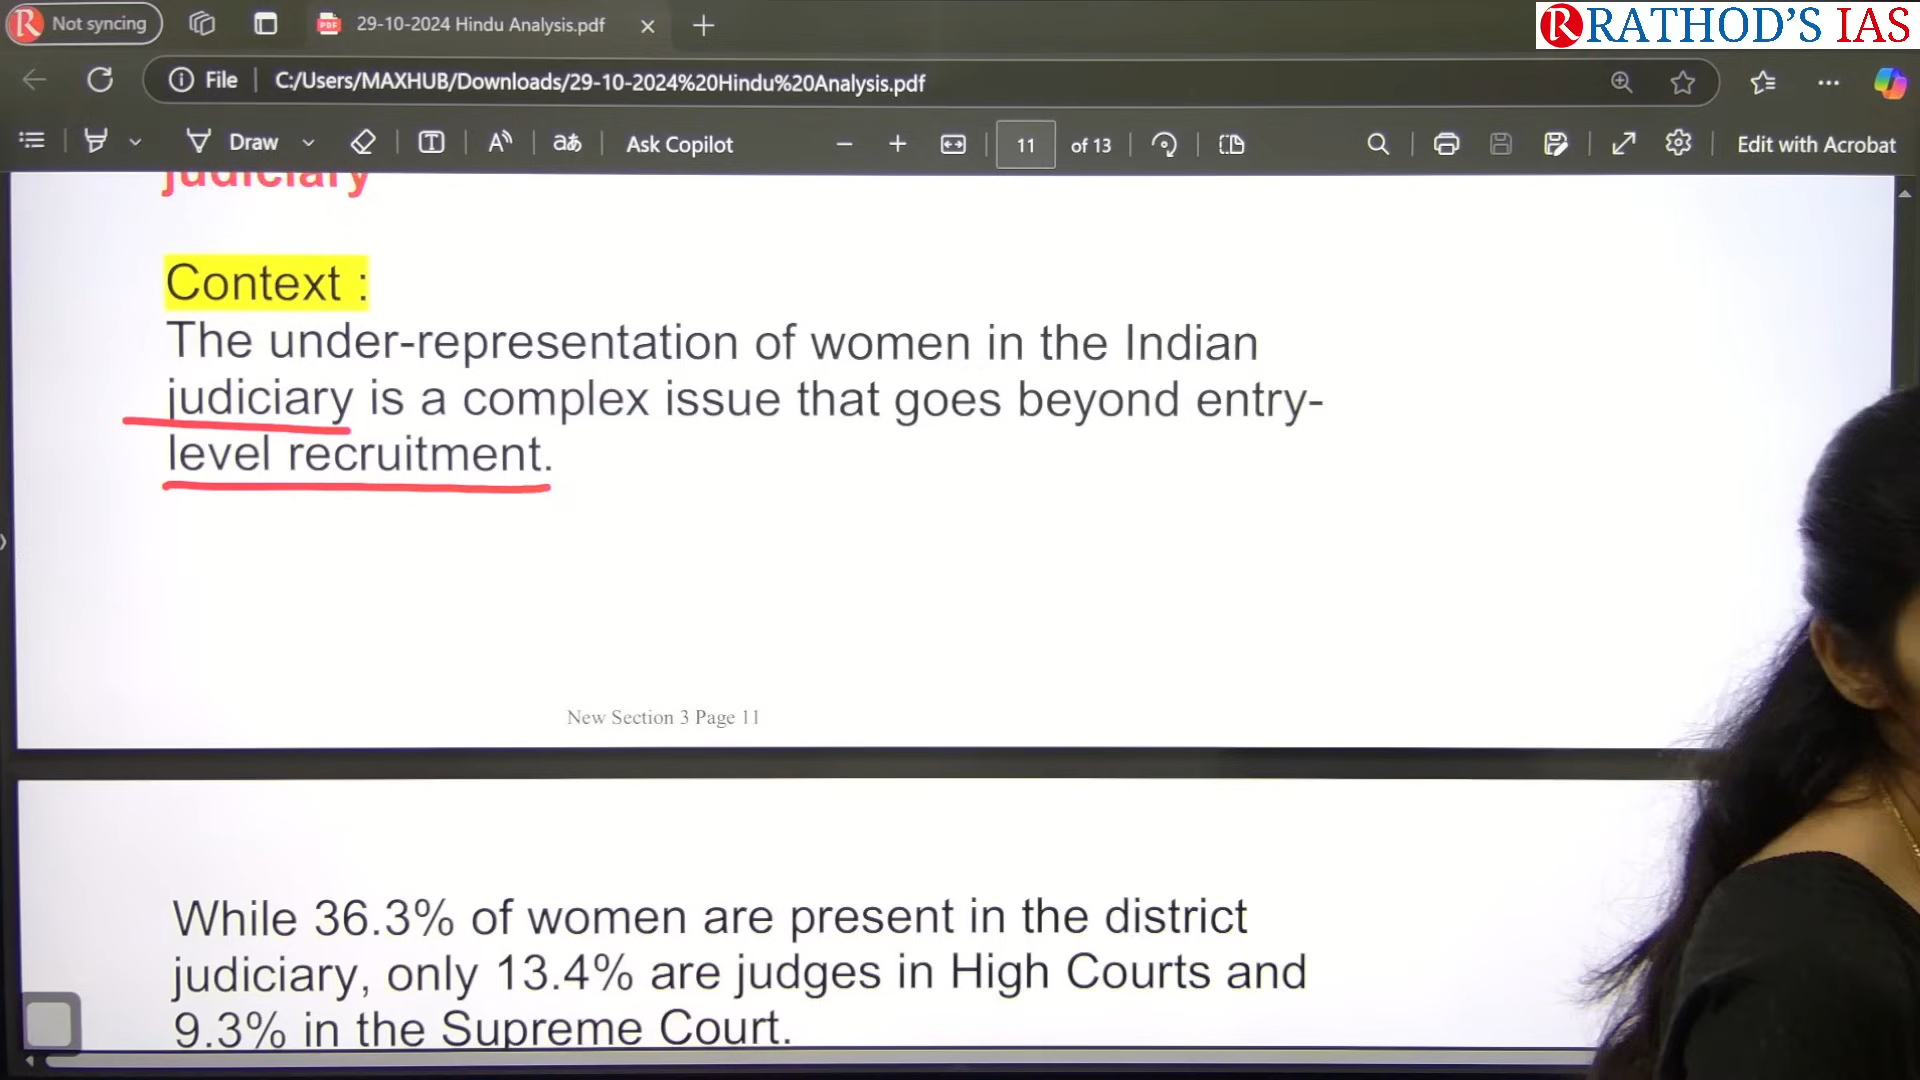 Not syncing
29-10-2024 Hindu Analysis.pdf
RATHOD'S IAS
File
C:/Users/MAXHUB/Downloads/29-10-2024%20Hindu%20Analysis.pdf
Draw
Ask Copilot
11 of 13
Edit with Acrobat
judiciary
Context :
The under-representation of women in the Indian
judiciary is a complex issue that goes beyond entry-
level recruitment.
New Section 3 Page 11
While 36.3% of women are present in the district
judiciary, only 13.4% are judges in High Courts and
9.3% in the Supreme Court.